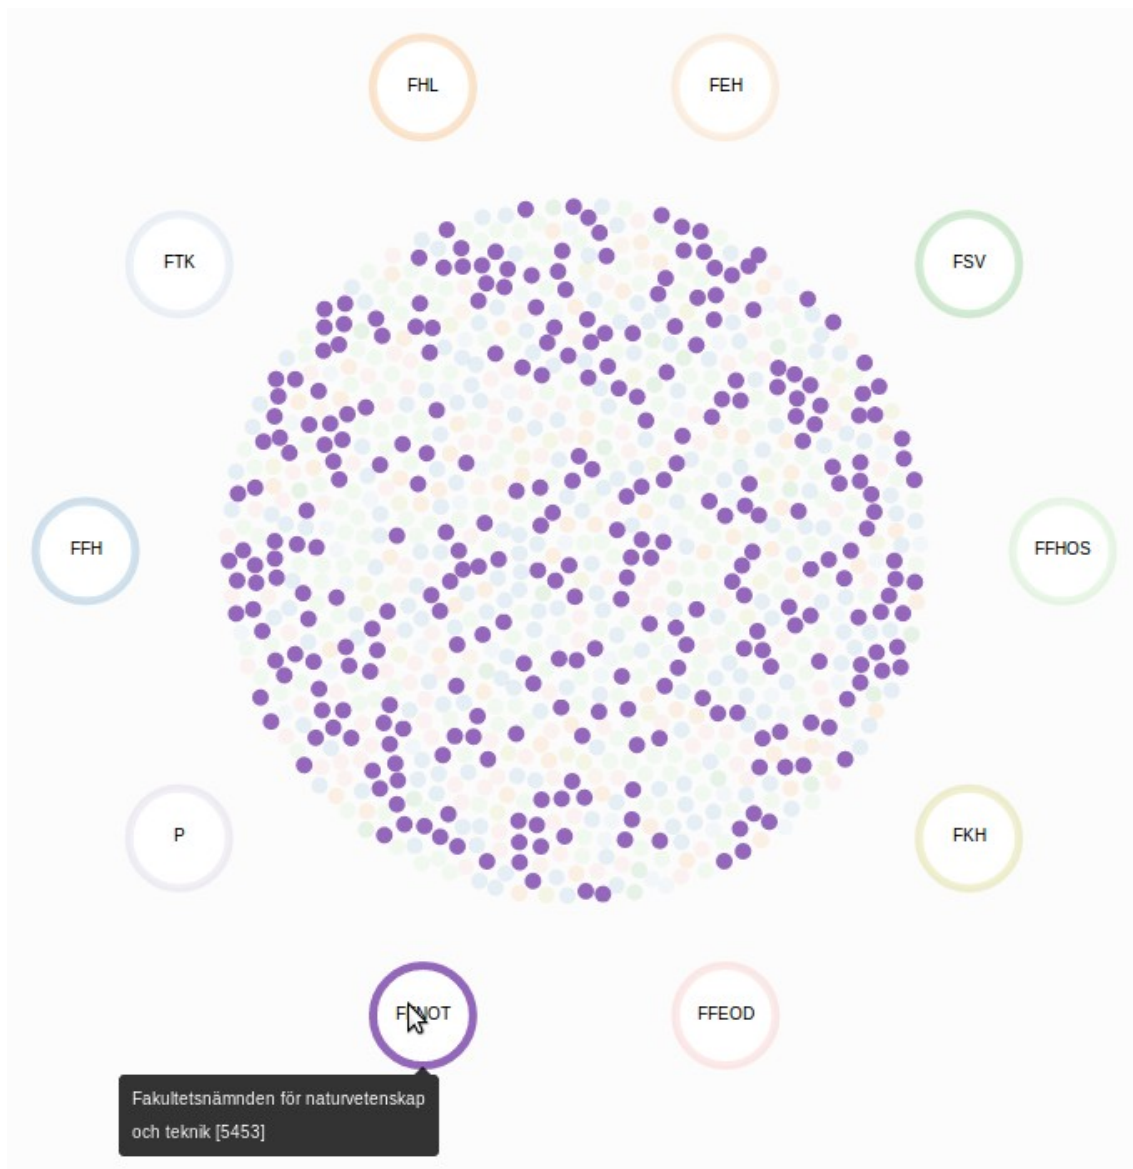 FHL
FEH
FTK
FSV
FFH
FFHOS
P
FKH
FFEOD
Fakultetsnämnden för naturvetenskap
och teknik [5453]